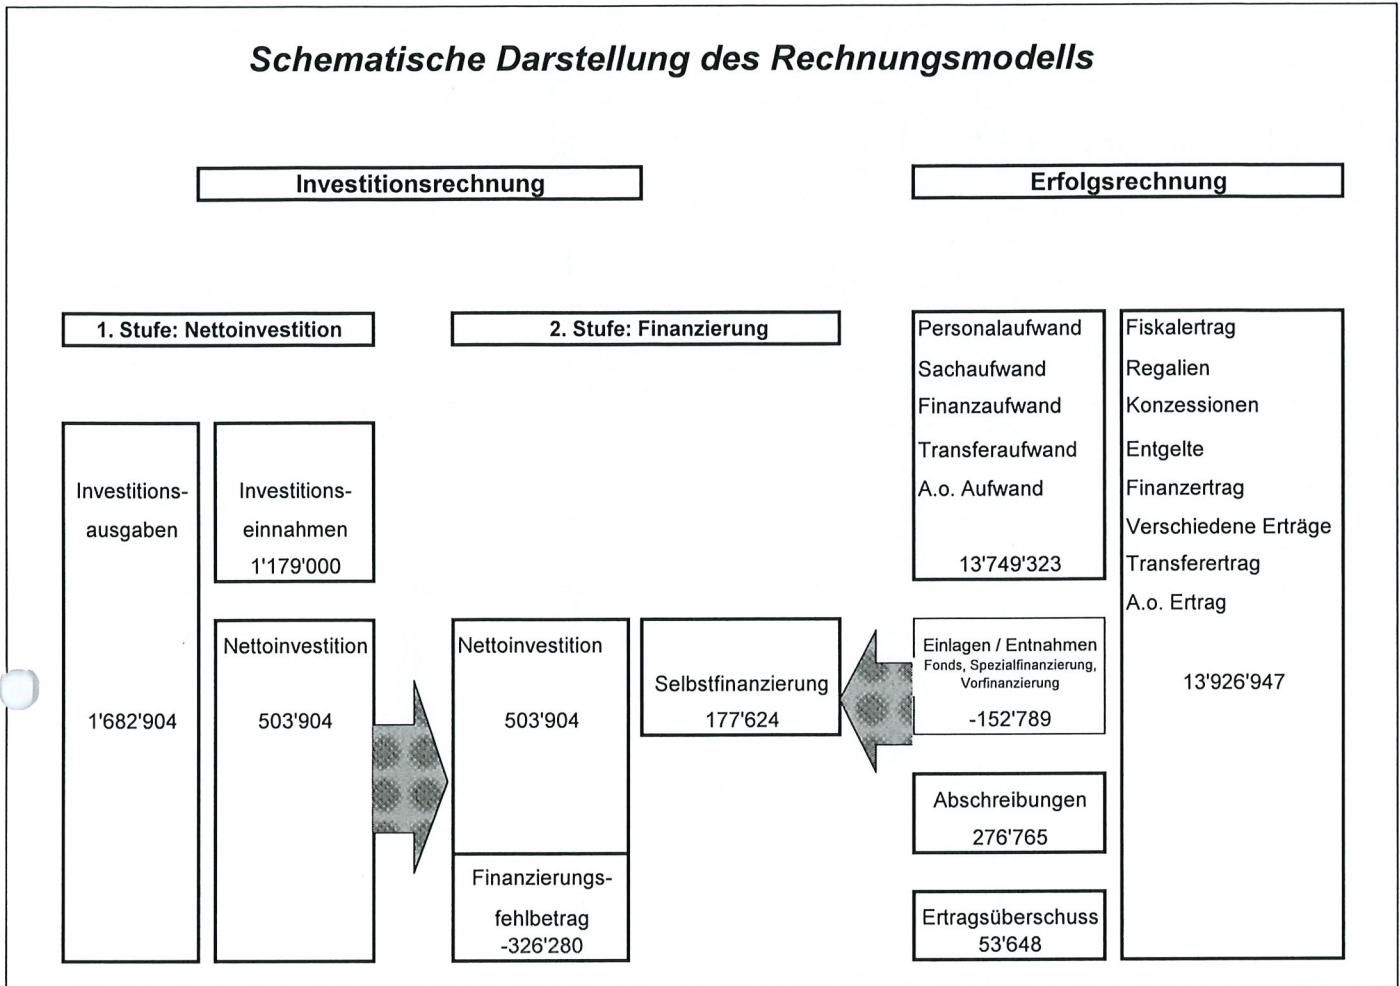 Schematische Darstellung des Rechnungsmodells
Investitionsrechnung
Erfolgsrechnung
1. Stufe: Nettoinvestition
2. Stufe: Finanzierung
Investitions-
ausgaben
1'682'904
Investitions-
einnahmen
1'179'000
Nettoinvestition
503'904
Nettoinvestition
503'904
Finanzierungs-
fehlbetrag
-326'280
Selbstfinanzierung
177'624
Personalaufwand
Sachaufwand
Finanzaufwand
Transferaufwand
A.o. Aufwand
13'749'323
Einlagen / Entnahmen
Fonds, Spezialfinanzierung,
Vorfinanzierung
-152'789
Abschreibungen
276'765
Ertragsüberschuss
53'648
Fiskalertrag
Regalien
Konzessionen
Entgelte
Finanzertrag
Verschiedene Erträge
Transferertrag
A.o. Ertrag
13'926'947